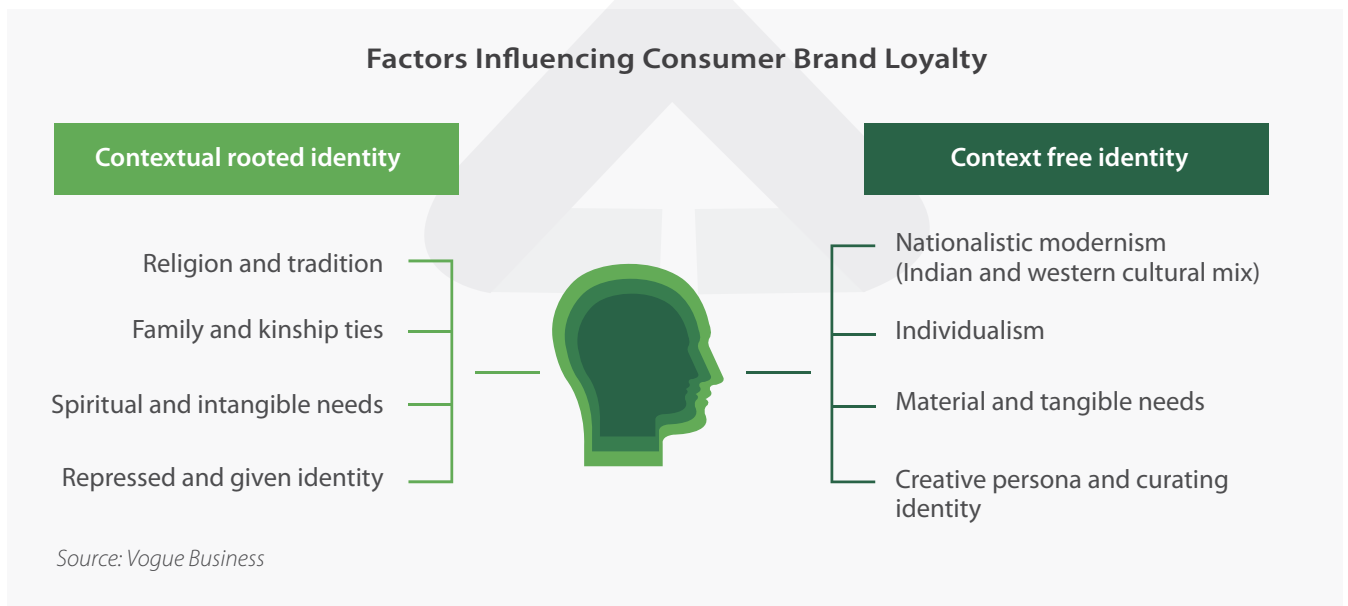 Factors Influencing Consumer Brand Loyalty
Contextual rooted identity
Religion and tradition
Family and kinship ties
Spiritual and intangible needs
Repressed and given identity
Context free identity
Nationalistic modernism
(Indian and western cultural mix)
Individualism
Material and tangible needs
Creative persona and curating
identity
Source: Vogue Business